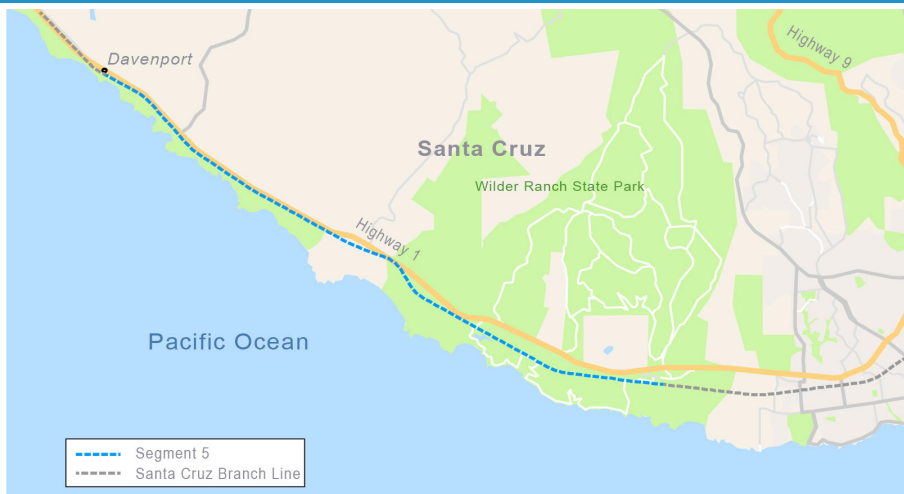 Davenport
Highway 9
Santa Cruz
Wilder Ranch State Park
Highway 1
Pacific Ocean
Segment 5
Santa Cruz Branch Line